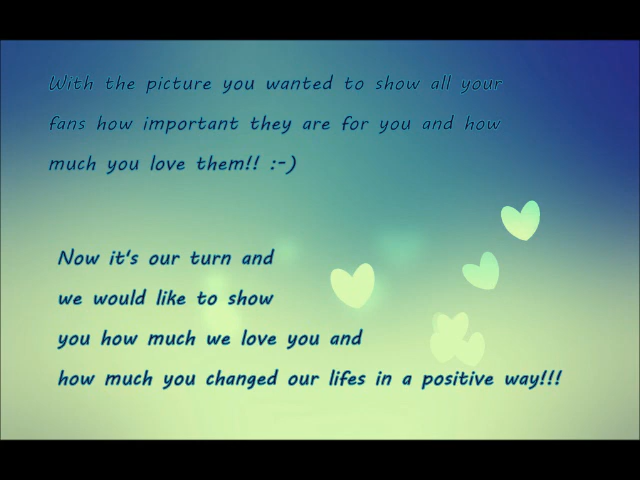 With the picture you wanted to show all your
fans how important they are for you and how
much you love them!! :-)
Now it's our turn and
we would like to show
you how much we love you and
how much you changed our lifes in a positive way!!!